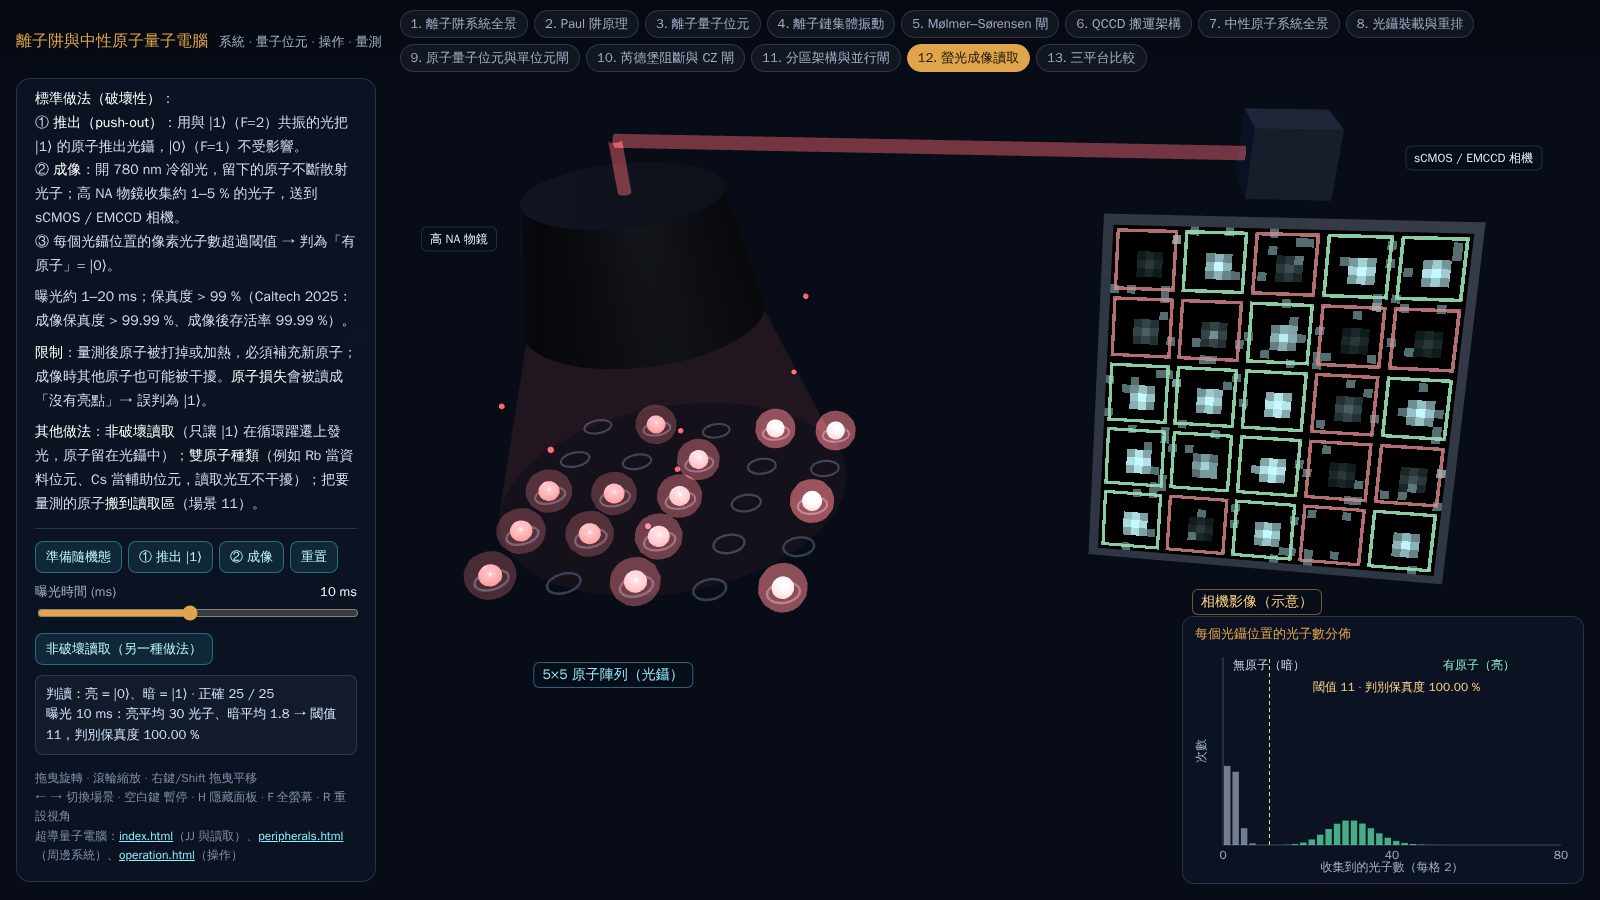 離子阱與中性原子量子電腦 系統 · 量子位元 · 操作 · 量測
1. 離子阱系統全景
2. Paul 阱原理
3. 離子量子位元
4. 離子鏈集體振動
5. Mølmer–Sørensen 閘
6. QCCD 搬運架構
7. 中性原子系統全景
8. 光鑷裝載與重排
9. 原子量子位元與單位元閘
10. 芮德堡阻斷與 CZ 閘
11. 分區架構與並行閘
12. 螢光成像讀取
13. 三平台比較
標準做法（破壞性）：
① 推出（push-out）：用與 |1⟩（F=2）共振的光把
|1⟩ 的原子推出光鑷，|0⟩（F=1）不受影響。
② 成像：開 780 nm 冷卻光，留下的原子不斷散射
光子；高 NA 物鏡收集約 1–5 % 的光子，送到
sCMOS / EMCCD 相機。
③ 每個光鑷位置的像素光子數超過閾值 → 判為「有
原子」= |0⟩。
曝光約 1–20 ms；保真度 > 99 %（Caltech 2025：
成像保真度 > 99.99 %、成像後存活率 99.99 %）。
限制：量測後原子被打掉或加熱，必須補充新原子；
成像時其他原子也可能被干擾。原子損失會被讀成
「沒有亮點」→ 誤判為 |1⟩。
其他做法：非破壞讀取（只讓 |1⟩ 在循環躍遷上發
光，原子留在光鑷中）；雙原子種類（例如 Rb 當資
料位元、Cs 當輔助位元，讀取光互不干擾）；把要
量測的原子搬到讀取區（場景 11）。
準備隨機態
① 推出 |1⟩
② 成像
重置
曝光時間 (ms) 10 ms
非破壞讀取（另一種做法）
判讀：亮 = |0⟩、暗 = |1⟩ · 正確 25 / 25
曝光 10 ms：亮平均 30 光子、暗平均 1.8 → 閾值
11，判別保真度 100.00 %
拖曳旋轉 · 滾輪縮放 · 右鍵/Shift 拖曳平移
← → 切換場景 · 空白鍵 暫停 · H 隱藏面板 · F 全螢幕 · R 重
設視角
超導量子電腦：index.html（JJ 與讀取）、peripherals.html
（周邊系統）、operation.html（操作）
高 NA 物鏡
sCMOS / EMCCD 相機
5×5 原子陣列（光鑷）
相機影像（示意）
每個光鑷位置的光子數分佈
無原子（暗）
有原子（亮）
閾值 11 · 判別保真度 100.00 %
次數
0
40
80
收集到的光子數（每格 2）